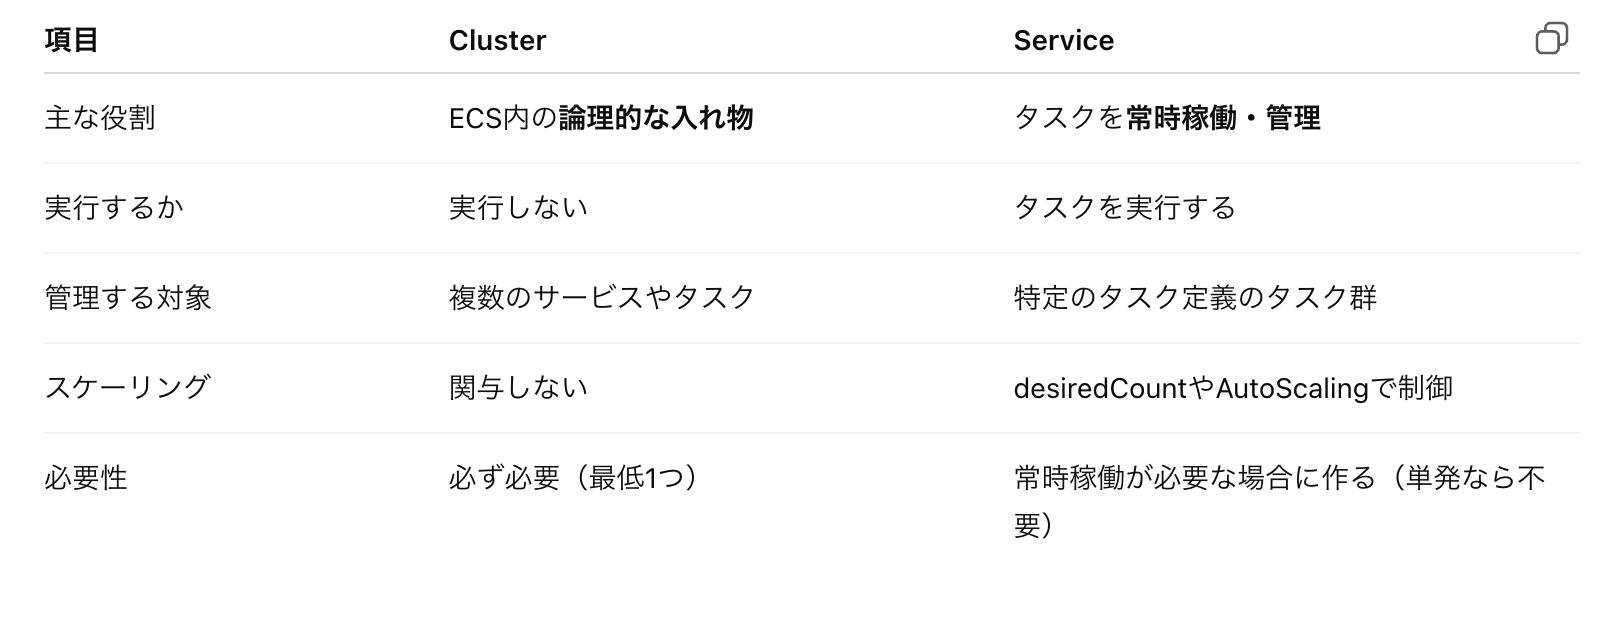 項目 Cluster Service
主な役割 ECS内の論理的な入れ物 タスクを常時稼働・管理
実行するか 実行しない タスクを実行する
管理する対象 複数のサービスやタスク 特定のタスク定義のタスク群
スケーリング 関与しない desiredCountやAutoScalingで制御
必要性 必ず必要（最低1つ） 常時稼働が必要な場合に作る（単発なら不
要）